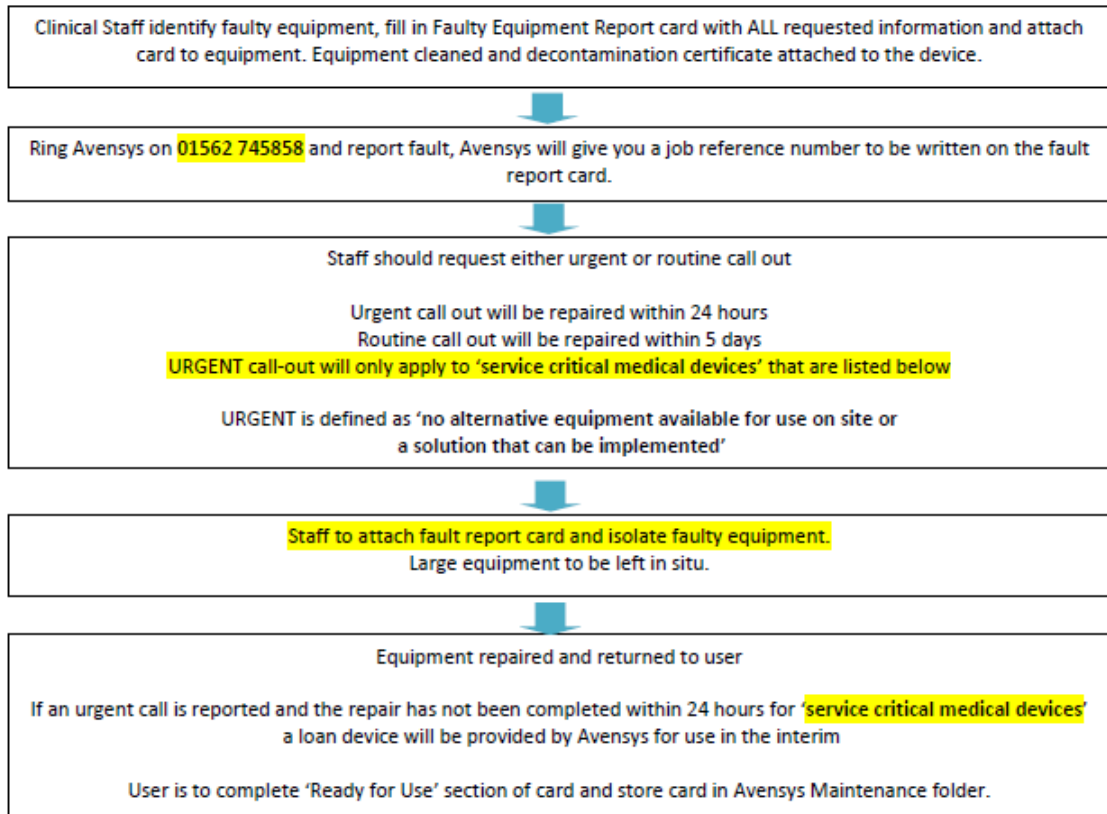 Clinical Staff identify faulty equipment, fill in Faulty Equipment Report card with ALL requested information and attach
card to equipment. Equipment cleaned and decontamination certificate attached to the device.
Ring Avensys on 01562 745858 and report fault, Avensys will give you a job reference number to be written on the fault
report card.
Staff should request either urgent or routine call out
Urgent call out will be repaired within 24 hours
Routine call out will be repaired within 5 days
URGENT call-out will only apply to ‘service critical medical devices’ that are listed below
URGENT is defined as ‘no alternative equipment available for use on site or
a solution that can be implemented’
Staff to attach fault report card and isolate faulty equipment.
Large equipment to be left in situ.
Equipment repaired and returned to user
If an urgent call is reported and the repair has not been completed within 24 hours for ‘service critical medical devices’
a loan device will be provided by Avensys for use in the interim
User is to complete ‘Ready for Use’ section of card and store card in Avensys Maintenance folder.